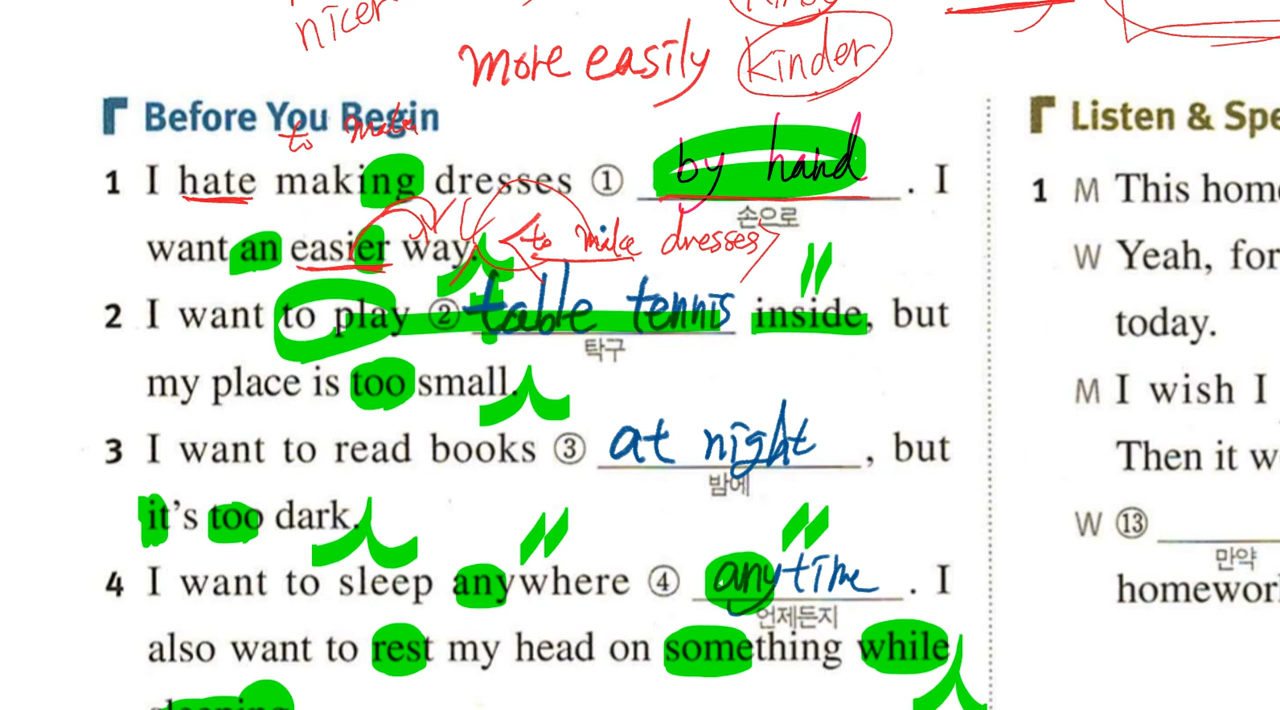 nicer
more easily kinder
Before You Begin
to make
1 I hate making dresses ① by hand . I
손으로
want an easier way. <to make dresses>
2 I want to play ② table tennis inside, but
탁구
my place is too small.
3 I want to read books ③ at night , but
밤에
it's too dark.
4 I want to sleep anywhere ④ anytime . I
언제든지
also want to rest my head on something while
sleeping
Listen & Spe
1 M This hom
W Yeah, for
today.
M I wish I
Then it w
W ⑬
만약
homewor